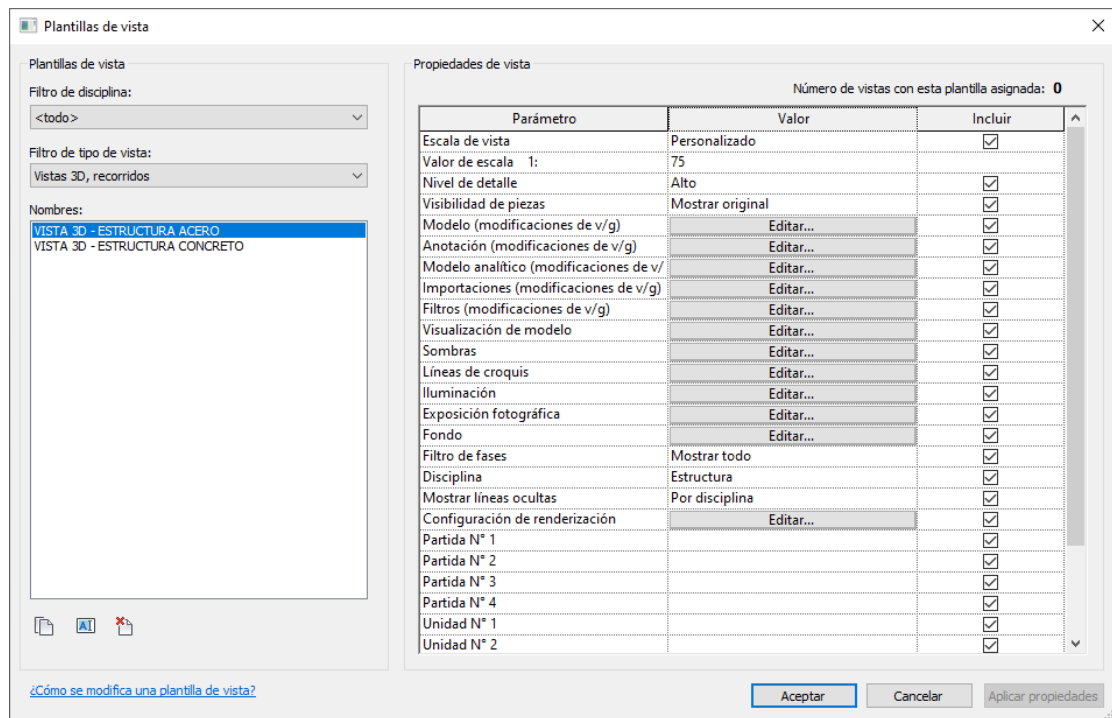 Plantillas de vista
Plantillas de vista
Filtro de disciplina:
<todo>
Filtro de tipo de vista:
Vistas 3D, recorridos
Nombres:
VISTA 3D - ESTRUCTURA ACERO
VISTA 3D - ESTRUCTURA CONCRETO
¿Cómo se modifica una plantilla de vista?
Propiedades de vista
Número de vistas con esta plantilla asignada: 0
Parámetro Valor Incluir
Escala de vista Personalizado
Valor de escala 1: 75
Nivel de detalle Alto
Visibilidad de piezas Mostrar original
Modelo (modificaciones de v/g) Editar...
Anotación (modificaciones de v/g) Editar...
Modelo analítico (modificaciones de v/ Editar...
Importaciones (modificaciones de v/g) Editar...
Filtros (modificaciones de v/g) Editar...
Visualización de modelo Editar...
Sombras Editar...
Líneas de croquis Editar...
Iluminación Editar...
Exposición fotográfica Editar...
Fondo Editar...
Filtro de fases Mostrar todo
Disciplina Estructura
Mostrar líneas ocultas Por disciplina
Configuración de renderización Editar...
Partida N° 1
Partida N° 2
Partida N° 3
Partida N° 4
Unidad N° 1
Unidad N° 2
Aceptar Cancelar Aplicar propiedades